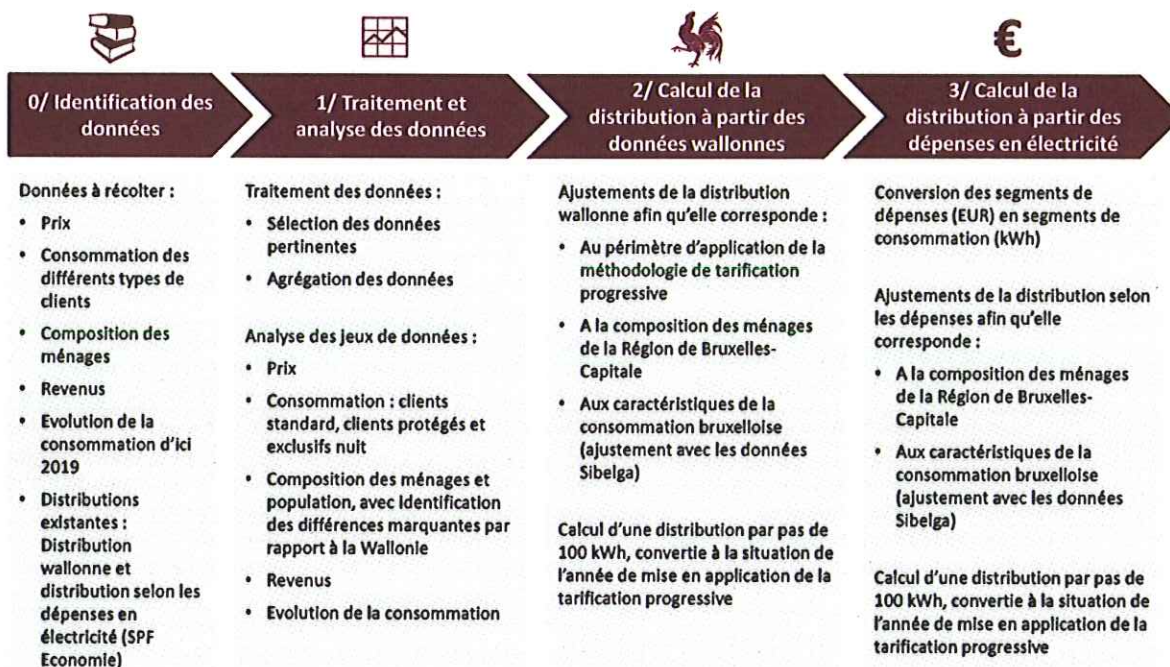 €
0/ Identification des
données
1/ Traitement et
analyse des données
2/ Calcul de la
distribution à partir des
données wallonnes
3/ Calcul de la
distribution à partir des
dépenses en électricité
Données à récolter :
• Prix
• Consommation des
différents types de
clients
• Composition des
ménages
• Revenus
• Evolution de la
consommation d'ici
2019
• Distributions
existantes :
Distribution
wallonne et
distribution selon les
dépenses en
électricité (SPF
Economie)
Traitement des données :
• Sélection des données
pertinentes
• Agrégation des données
Analyse des jeux de données :
• Prix
• Consommation : clients
standard, clients protégés et
exclusifs nuit
• Composition des ménages et
population, avec identification
des différences marquantes par
rapport à la Wallonie
• Revenus
• Evolution de la consommation
Ajustements de la distribution
wallonne afin qu'elle corresponde :
• Au périmètre d'application de la
méthodologie de tarification
progressive
• A la composition des ménages
de la Région de Bruxelles-
Capitale
• Aux caractéristiques de la
consommation bruxelloise
(ajustement avec les données
Sibelga)
Calcul d'une distribution par pas de
100 kWh, convertie à la situation de
l'année de mise en application de la
tarification progressive
Conversion des segments de
dépenses (EUR) en segments de
consommation (kWh)
Ajustements de la distribution selon
les dépenses afin qu'elle
corresponde :
• A la composition des ménages
de la Région de Bruxelles-
Capitale
• Aux caractéristiques de la
consommation bruxelloise
(ajustement avec les données
Sibelga)
Calcul d'une distribution par pas de
100 kWh, convertie à la situation de
l'année de mise en application de la
tarification progressive